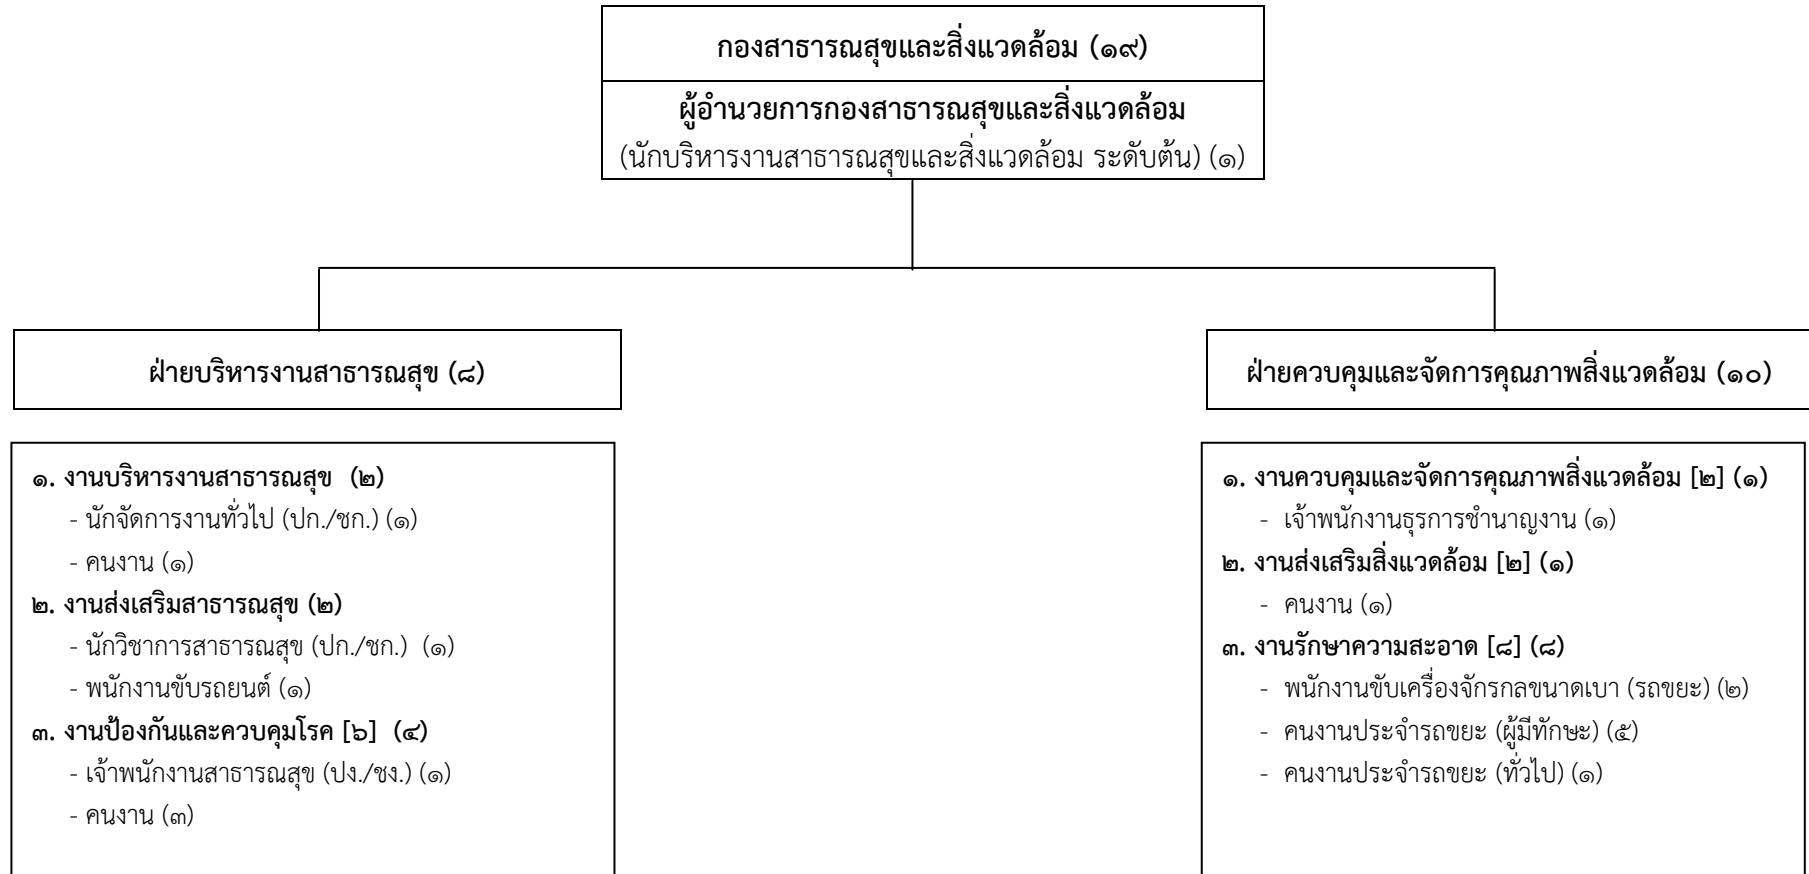 กองสาธารณสุขและสิ่งแวดล้อม (๑๙)
ผู้อำนวยการกองสาธารณสุขและสิ่งแวดล้อม
(นักบริหารงานสาธารณสุขและสิ่งแวดล้อม ระดับต้น) (๑)
ฝ่ายบริหารงานสาธารณสุข (๘)
๑. งานบริหารงานสาธารณสุข (๒)
- นักจัดการงานทั่วไป (ปก./ชก.) (๑)
- คนงาน (๑)
๒. งานส่งเสริมสาธารณสุข (๒)
- นักวิชาการสาธารณสุข (ปก./ชก.) (๑)
- พนักงานขับรถยนต์ (๑)
๓. งานป้องกันและควบคุมโรค [๖] (๔)
- เจ้าพนักงานสาธารณสุข (ปง./ชง.) (๑)
- คนงาน (๓)
ฝ่ายควบคุมและจัดการคุณภาพสิ่งแวดล้อม (๑๐)
๑. งานควบคุมและจัดการคุณภาพสิ่งแวดล้อม [๒] (๑)
- เจ้าพนักงานธุรการชำนาญงาน (๑)
๒. งานส่งเสริมสิ่งแวดล้อม [๒] (๑)
- คนงาน (๑)
๓. งานรักษาความสะอาด [๘] (๘)
- พนักงานขับเครื่องจักรกลขนาดเบา (รถขยะ) (๒)
- คนงานประจำรถขยะ (ผู้มีทักษะ) (๕)
- คนงานประจำรถขยะ (ทั่วไป) (๑)